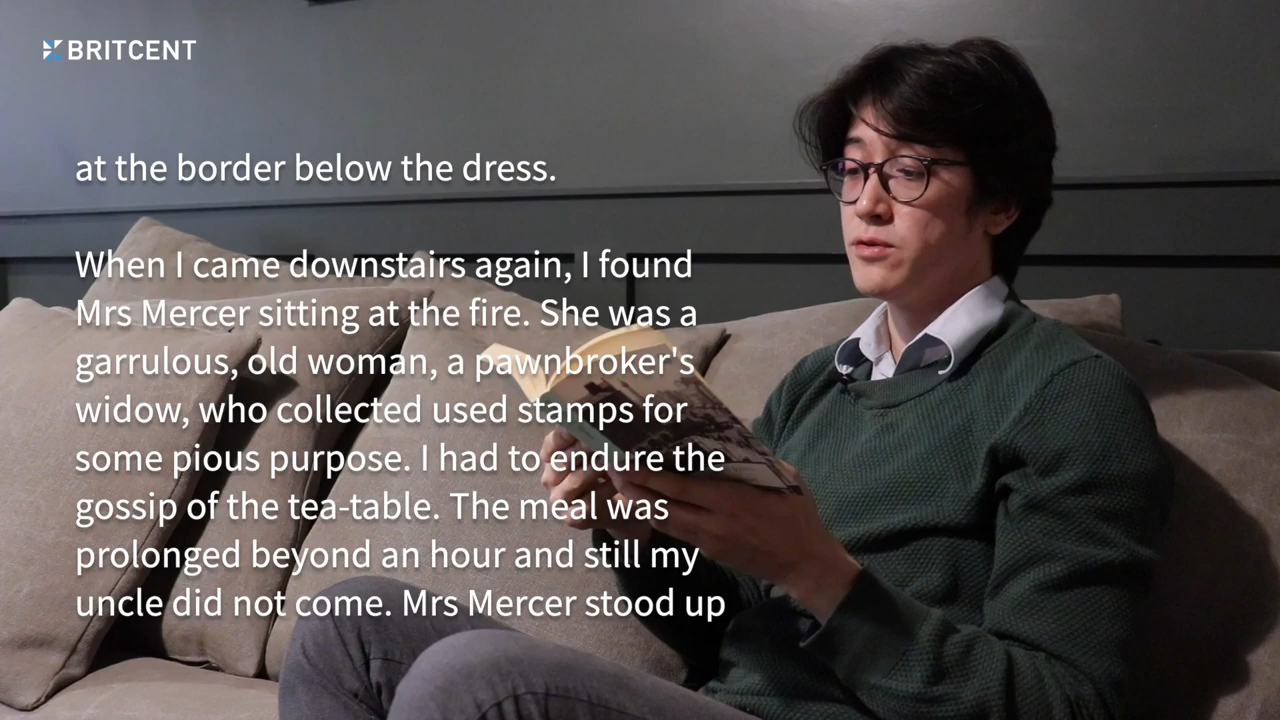 BRITCENT
at the border below the dress.
When I came downstairs again, I found
Mrs Mercer sitting at the fire. She was a
garrulous, old woman, a pawnbroker's
widow, who collected used stamps for
some pious purpose. I had to endure the
gossip of the tea-table. The meal was
prolonged beyond an hour and still my
uncle did not come. Mrs Mercer stood up